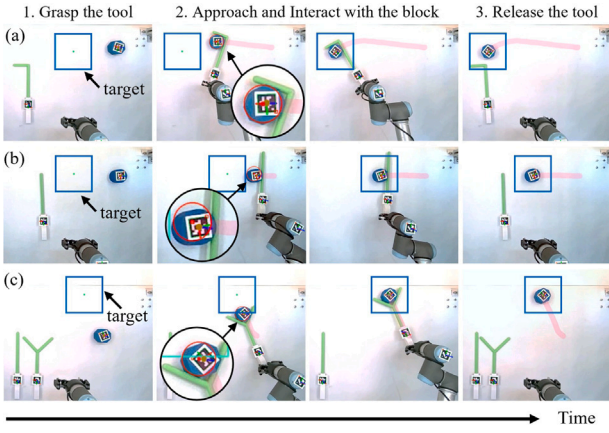 1. Grasp the tool
2. Approach and Interact with the block
3. Release the tool
(a)
target
(b)
target
(c)
target
Time